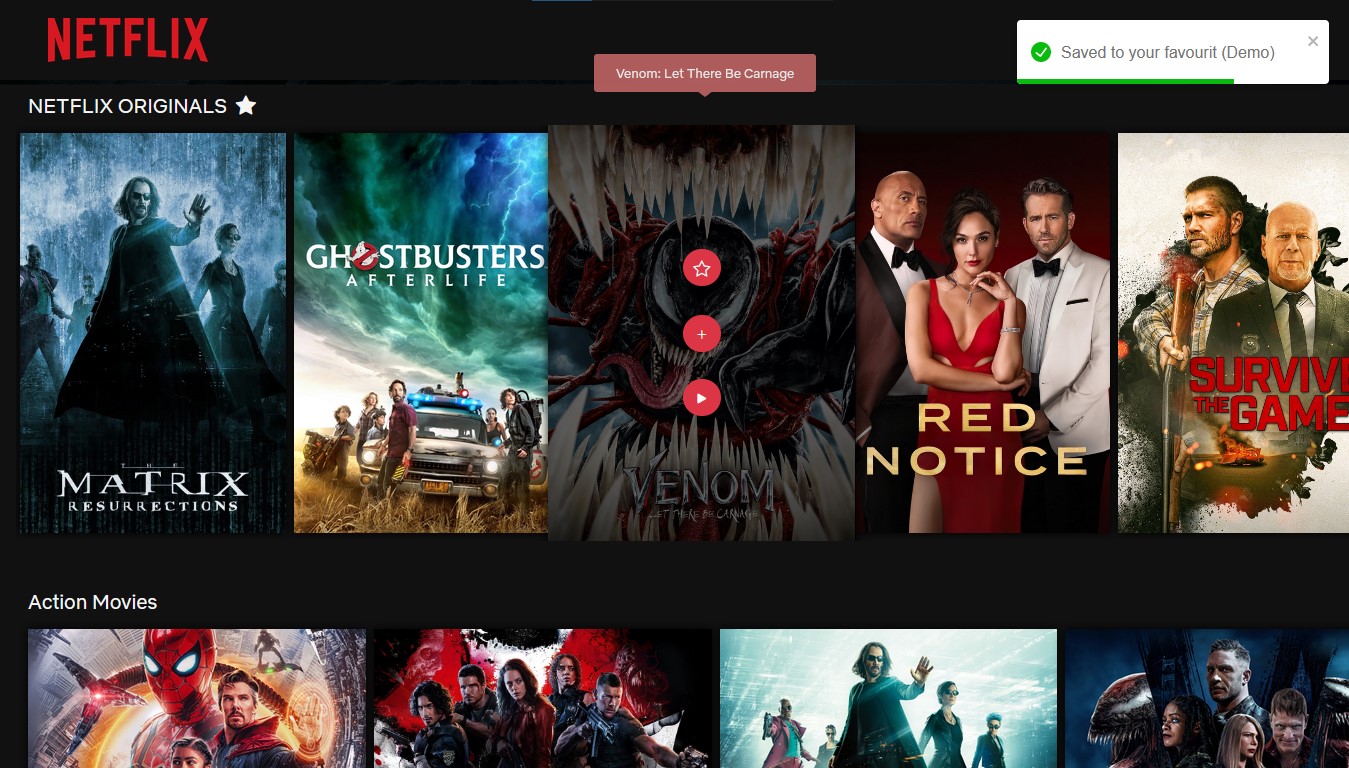 NETFLIX
Saved to your favourit (Demo)
Venom: Let There Be Carnage
NETFLIX ORIGINALS
GHOSTBUSTERS
AFTERLIFE
SURVIVE
THE GAME
RED
NOTICE
THE
MATRIX
RESURRECTIONS
VENOM
LET THERE BE CARNAGE
Action Movies